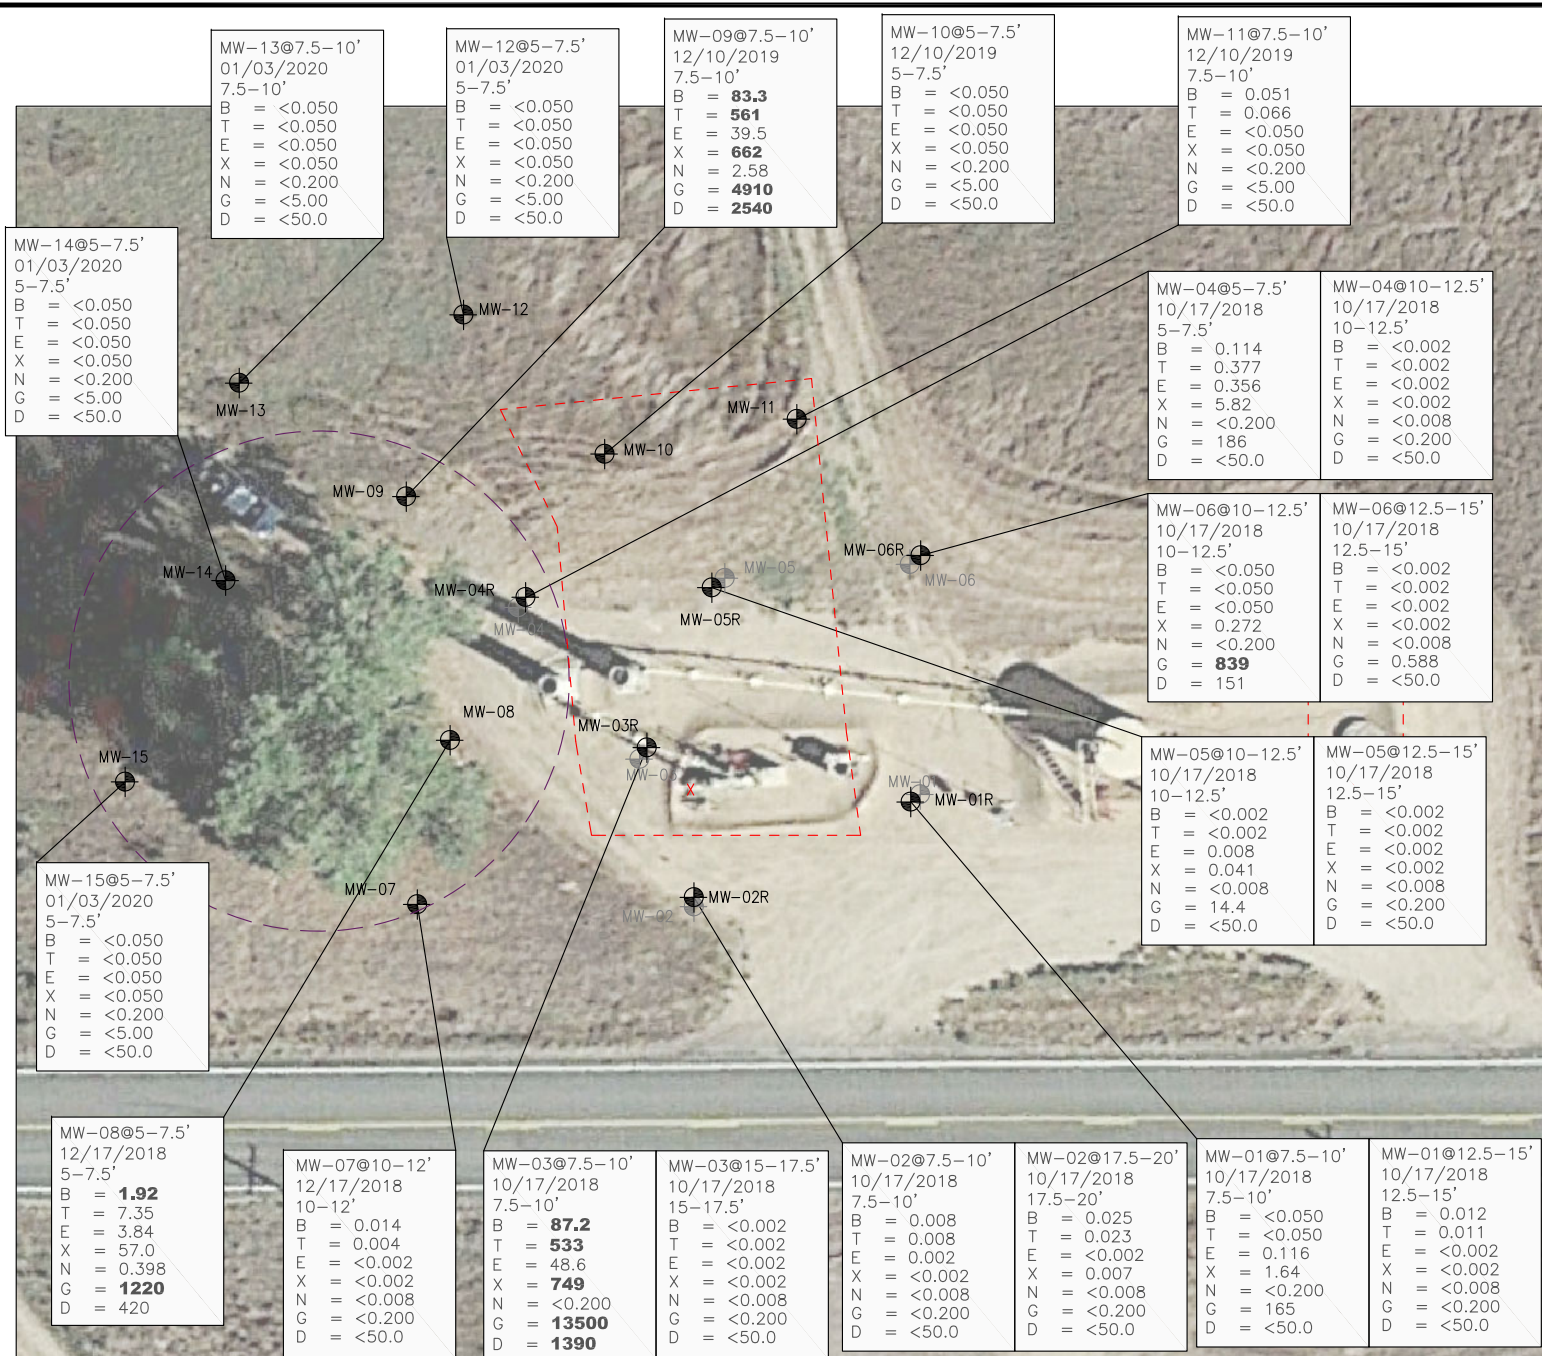 MW-13@7.5-10'
01/03/2020
7.5-10'
B = <0.050
T = <0.050
E = <0.050
X = <0.050
N = <0.200
G = <5.00
D = <50.0
MW-12@5-7.5'
01/03/2020
5-7.5'
B = <0.050
T = <0.050
E = <0.050
X = <0.050
N = <0.200
G = <5.00
D = <50.0
MW-09@7.5-10'
12/10/2019
7.5-10'
B = 83.3
T = 561
E = 39.5
X = 662
N = 2.58
G = 4910
D = 2540
MW-10@5-7.5'
12/10/2019
5-7.5'
B = <0.050
T = <0.050
E = <0.050
X = <0.050
N = <0.200
G = <5.00
D = <50.0
MW-11@7.5-10'
12/10/2019
7.5-10'
B = 0.051
T = 0.066
E = <0.050
X = <0.050
N = <0.200
G = <5.00
D = <50.0
MW-14@5-7.5'
01/03/2020
5-7.5'
B = <0.050
T = <0.050
E = <0.050
X = <0.050
N = <0.200
G = <5.00
D = <50.0
MW-04@5-7.5'
10/17/2018
5-7.5'
B = 0.114
T = 0.377
E = 0.356
X = 5.82
N = <0.200
G = 186
D = <50.0
MW-04@10-12.5'
10/17/2018
10-12.5'
B = <0.002
T = <0.002
E = <0.002
X = <0.002
N = <0.008
G = <0.200
D = <50.0
MW-12
MW-13
MW-11
MW-10
MW-09
MW-06@10-12.5'
10/17/2018
10-12.5'
B = <0.050
T = <0.050
E = <0.050
X = 0.272
N = <0.200
G = 839
D = 151
MW-06@12.5-15'
10/17/2018
12.5-15'
B = <0.002
T = <0.002
E = <0.002
X = <0.002
N = <0.008
G = 0.588
D = <50.0
MW-06R
MW-06
MW-05
MW-05R
MW-14
MW-04R
MW-04
MW-08
MW-03R
MW-03
X
MW-15
MW-01
MW-01R
MW-05@10-12.5'
10/17/2018
10-12.5'
B = <0.002
T = <0.002
E = 0.008
X = 0.041
N = <0.008
G = 14.4
D = <50.0
MW-05@12.5-15'
10/17/2018
12.5-15'
B = <0.002
T = <0.002
E = <0.002
X = <0.002
N = <0.008
G = <0.200
D = <50.0
MW-07
MW-02R
MW-02
MW-15@5-7.5'
01/03/2020
5-7.5'
B = <0.050
T = <0.050
E = <0.050
X = <0.050
N = <0.200
G = <5.00
D = <50.0
MW-08@5-7.5'
12/17/2018
5-7.5'
B = 1.92
T = 7.35
E = 3.84
X = 57.0
N = 0.398
G = 1220
D = 420
MW-07@10-12'
12/17/2018
10-12'
B = 0.014
T = 0.004
E = <0.002
X = <0.002
N = <0.008
G = <0.200
D = <50.0
MW-03@7.5-10'
10/17/2018
7.5-10'
B = 87.2
T = 533
E = 48.6
X = 749
N = <0.200
G = 13500
D = 1390
MW-03@15-17.5'
10/17/2018
15-17.5'
B = <0.002
T = <0.002
E = <0.002
X = <0.002
N = <0.008
G = <0.200
D = <50.0
MW-02@7.5-10'
10/17/2018
7.5-10'
B = 0.008
T = 0.008
E = 0.002
X = <0.002
N = <0.008
G = <0.200
D = <50.0
MW-02@17.5-20'
10/17/2018
17.5-20'
B = 0.025
T = 0.023
E = <0.002
X = 0.007
N = <0.008
G = <0.200
D = <50.0
MW-01@7.5-10'
10/17/2018
7.5-10'
B = <0.050
T = <0.050
E = 0.116
X = 1.64
N = <0.200
G = 165
D = <50.0
MW-01@12.5-15'
10/17/2018
12.5-15'
B = 0.012
T = 0.011
E = <0.002
X = <0.002
N = <0.008
G = <0.200
D = <50.0